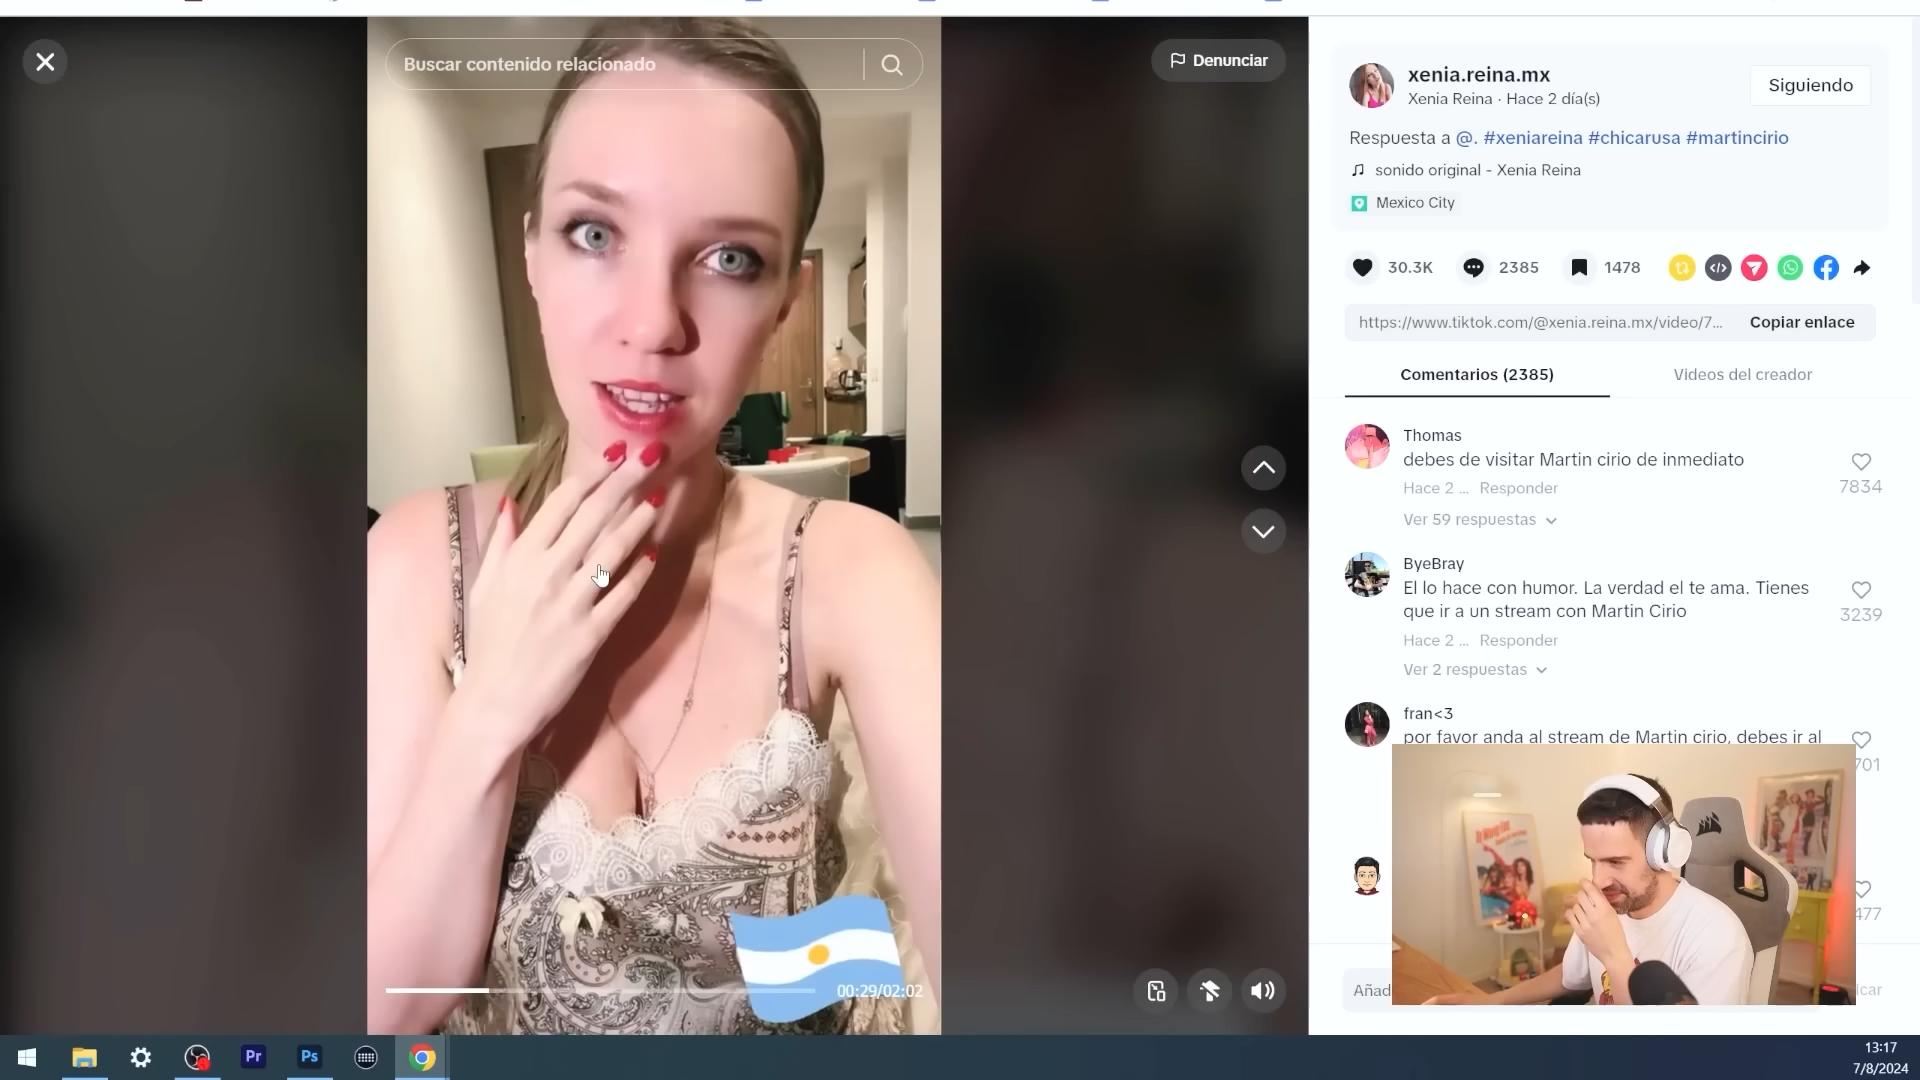 Buscar contenido relacionado
Denunciar
00:29/02:02
xenia.reina.mx
Xenia Reina · Hace 2 día(s)
Siguiendo
Respuesta a @. #xeniareina #chicarusa #martincirio
sonido original - Xenia Reina
Mexico City
30.3K
2385
1478
https://www.tiktok.com/@xenia.reina.mx/video/7...
Copiar enlace
Comentarios (2385)
Videos del creador
Thomas
debes de visitar Martin cirio de inmediato
7834
Hace 2 ... Responder
Ver 59 respuestas
ByeBray
El lo hace con humor. La verdad el te ama. Tienes
que ir a un stream con Martin Cirio
3239
Hace 2 ... Responder
Ver 2 respuestas
fran<3
por favor anda al stream de Martin cirio, debes ir al
701
477
Añad
icar
Pr
Ps
13:17
7/8/2024